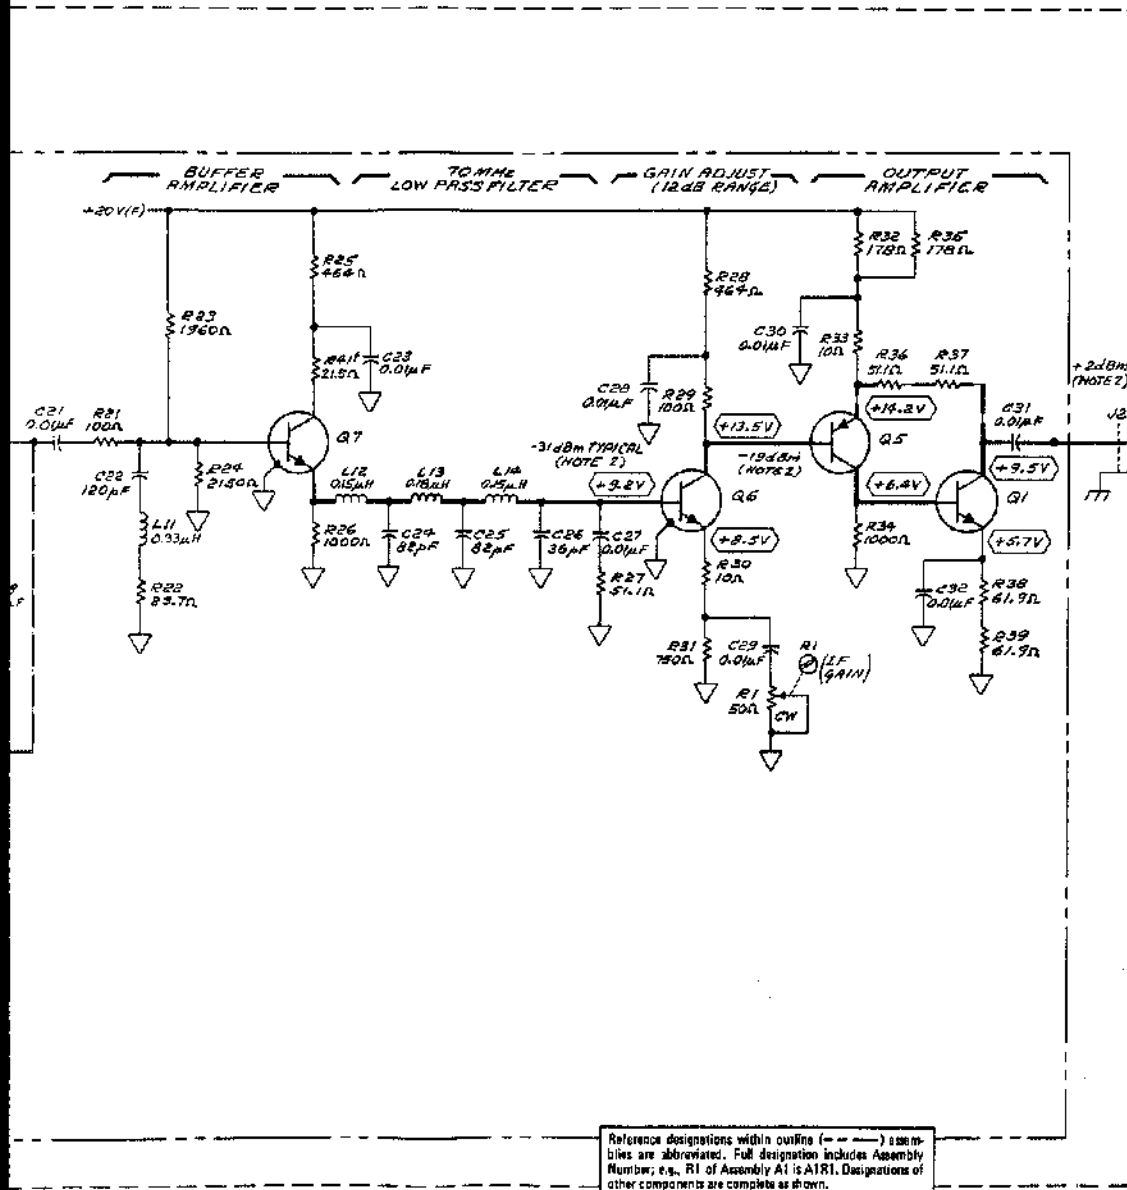 BUFFER
AMPLIFIER
70 MHz
LOW PASS FILTER
GAIN ADJUST
(12dB RANGE)
OUTPUT
AMPLIFIER
+20V(F)
R23
1960Ω
R25
464Ω
R41†
21.5Ω
C23
0.01µF
C21
0.01µF
R21
100Ω
C22
120pF
R24
2150Ω
L11
0.33µH
R22
83.7Ω
Q7
R26
1000Ω
L12
0.15µH
L13
0.18µH
L14
0.15µH
C24
82pF
C25
82pF
C26
36pF
C27
0.01µF
R27
51.1Ω
-31dBm TYPICAL
(NOTE 2)
+9.2V
R28
464Ω
C28
0.01µF
R29
100Ω
+13.5V
Q6
+8.5V
R30
10Ω
R31
750Ω
C29
0.01µF
R1
50Ω
CW
R1
(IF
GAIN)
-19dBm
(NOTE 2)
R32
178Ω
R35
178Ω
C30
0.01µF
R33
10Ω
R36
51.1Ω
R37
51.1Ω
+14.2V
Q5
+6.4V
R34
1000Ω
C31
0.01µF
+9.5V
Q1
+5.7V
C32
0.01µF
R38
61.9Ω
R39
61.9Ω
+2dBm
(NOTE 2)
J2
Reference designations within outline (— — —) assem-
blies are abbreviated. Full designation includes Assembly
Number; e.g., R1 of Assembly A1 is A1R1. Designations of
other components are complete as shown.